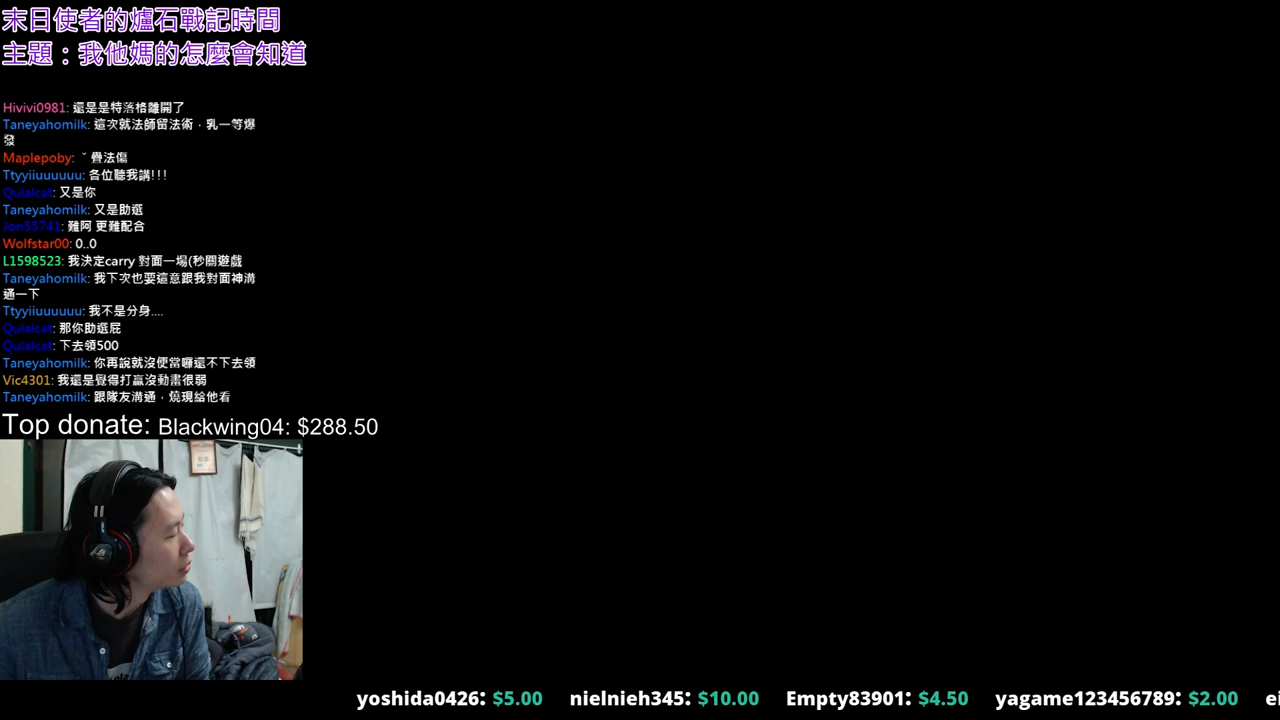 末日使者的爐石戰記時間
主題：我他媽的怎麼會知道
Hivivi0981: 還是是特落格離開了
Taneyahomilk: 這次就法師留法術，乳一等爆
發
Maplepoby: ˇ 疊法傷
Ttyyiiuuuuuu: 各位聽我講!!!
Qulaicat: 又是你
Taneyahomilk: 又是助逛
Jon55741: 難阿 更難配合
Wolfstar00: 0..0
L1598523: 我決定carry 對面一場(秒關遊戲
Taneyahomilk: 我下次也要這意跟我對面神溝
通一下
Ttyyiiuuuuuu: 我不是分身....
Qulaicat: 那你助逛屁
Qulaicat: 下去領500
Taneyahomilk: 你再說就沒便當囉還不下去領
Vic4301: 我還是覺得打贏沒動畫很弱
Taneyahomilk: 跟隊友溝通，燒現給他看
Top donate: Blackwing04: $288.50
yoshida0426: $5.00 nielnieh345: $10.00 Empty83901: $4.50 yagame123456789: $2.00 ei